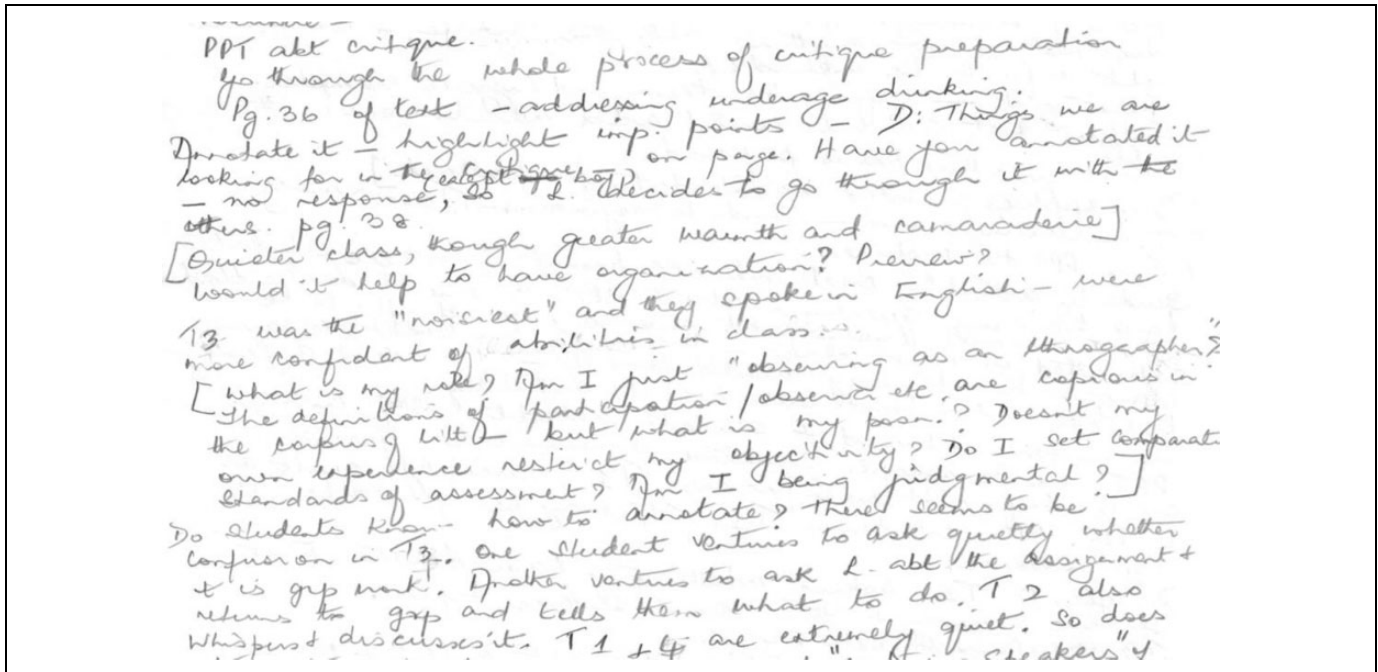 PPT abt critique.
Go through the whole process of critique preparation
Pg. 36 of text – addressing underage drinking.
Annotate it – highlight imp. points – D: Things we are
looking for in the on page. Have you annotated it
– no response, so L. decides to go through it with the
others. pg. 38.
[Quieter class, though greater warmth and camaraderie]
Would it help to have organization? Preview?
T3 was the "noisiest" and they spoke in English – were
more confident of abilities in class...
[What is my role? Am I just "observing as an ethnographer"?
The definitions of participation / observer etc. are copious in
the corpus of litt – but what is my posn.? Doesn't my
own experience restrict my objectivity? Do I set comparat
standards of assessment? Am I being judgmental?]
Do students know how to annotate? There seems to be
confusion in T3. One student ventures to ask quietly whether
it is grp work. Another ventures to ask L. abt the assignment +
returns to grp and tells them what to do. T2 also
whispers + discusses it. T1 + 4 are extremely quiet. So does
speakers" of